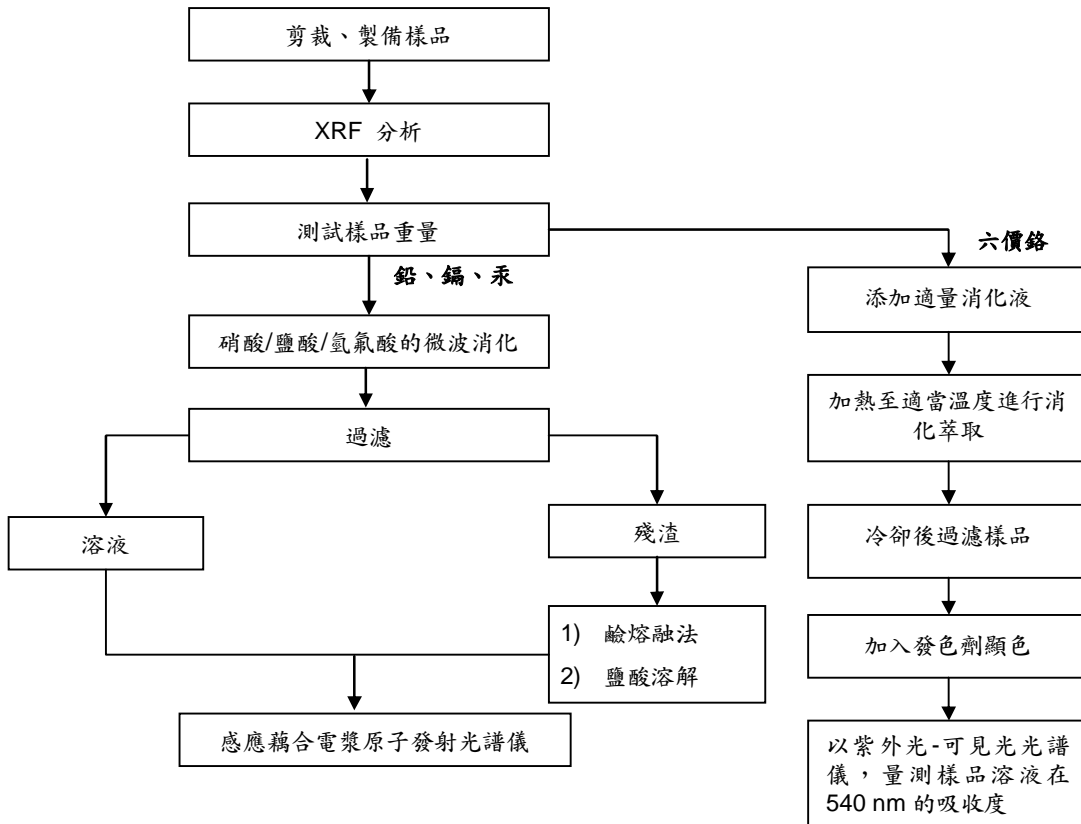 剪裁、製備樣品
XRF 分析
測試樣品重量
鉛、鎘、汞
六價鉻
硝酸/鹽酸/氫氟酸的微波消化
過濾
溶液
殘渣
1) 鹼熔融法
2) 鹽酸溶解
感應藕合電漿原子發射光譜儀
添加適量消化液
加熱至適當溫度進行消
化萃取
冷卻後過濾樣品
加入發色劑顯色
以紫外光-可見光光譜
儀，量測樣品溶液在
540 nm 的吸收度